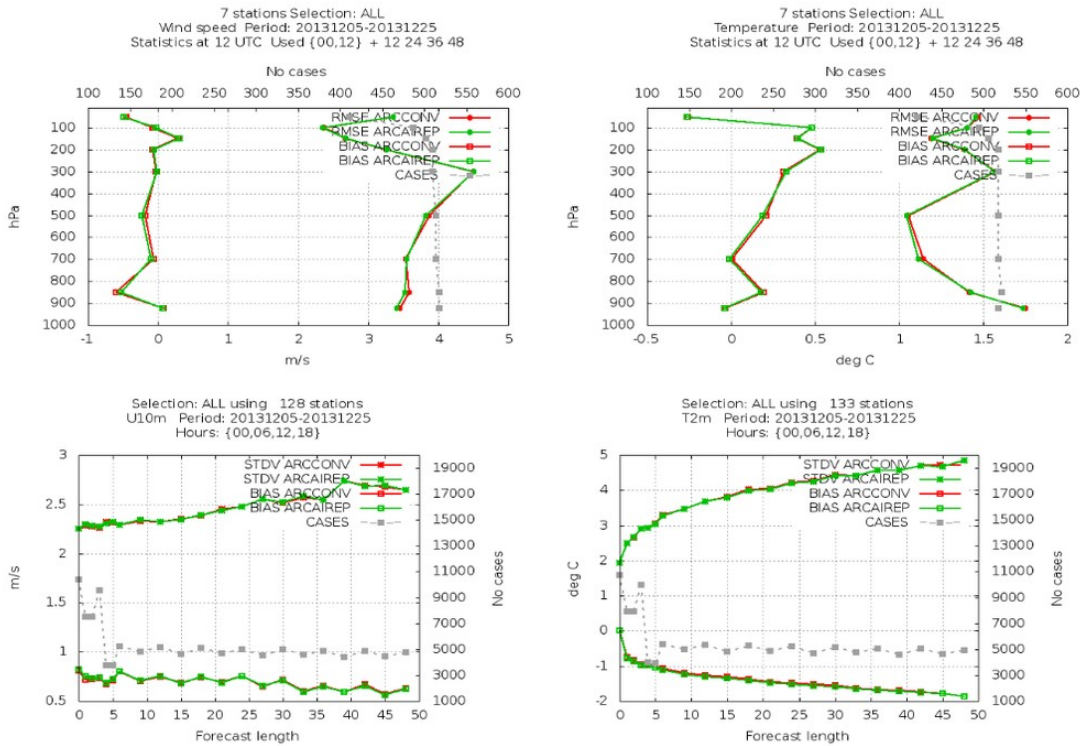 7 stations Selection: ALL
Wind speed Period: 20131205-20131225
Statistics at 12 UTC Used {00,12} + 12 24 36 48
No cases
100 150 200 250 300 350 400 450 500 550 600
RMSE ARCCONV
RMSE ARCAIREP
BIAS ARCCONV
BIAS ARCAIREP
CASES
hPa
100
200
300
400
500
600
700
800
900
1000
-1 0 1 2 3 4 5
m/s
7 stations Selection: ALL
Temperature Period: 20131205-20131225
Statistics at 12 UTC Used {00,12} + 12 24 36 48
No cases
100 150 200 250 300 350 400 450 500 550 600
RMSE ARCCONV
RMSE ARCAIREP
BIAS ARCCONV
BIAS ARCAIREP
CASES
hPa
100
200
300
400
500
600
700
800
900
1000
-0.5 0 0.5 1 1.5 2
deg C
Selection: ALL using 128 stations
U10m Period: 20131205-20131225
Hours: {00,06,12,18}
STDV ARCCONV
STDV ARCAIREP
BIAS ARCCONV
BIAS ARCAIREP
CASES
m/s
3
2.5
2
1.5
1
0.5
No cases
19000
17000
15000
13000
11000
9000
7000
5000
3000
1000
0 5 10 15 20 25 30 35 40 45 50
Forecast length
Selection: ALL using 133 stations
T2m Period: 20131205-20131225
Hours: {00,06,12,18}
STDV ARCCONV
STDV ARCAIREP
BIAS ARCCONV
BIAS ARCAIREP
CASES
deg C
5
4
3
2
1
0
-1
-2
No cases
19000
17000
15000
13000
11000
9000
7000
5000
3000
1000
0 5 10 15 20 25 30 35 40 45 50
Forecast length